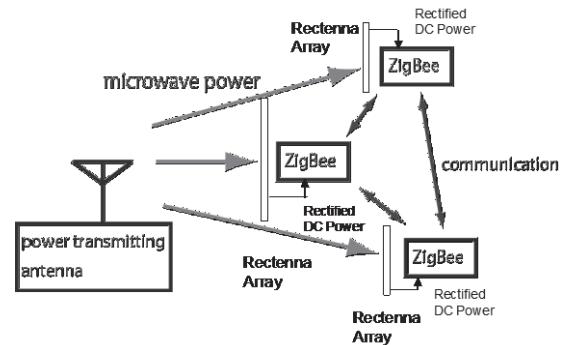 Rectified
DC Power
Rectenna
Array
ZigBee
microwave power
ZigBee
communication
Rectified
DC Power
power transmitting
antenna
ZigBee
Rectenna
Array
Rectified
DC Power
Rectenna
Array